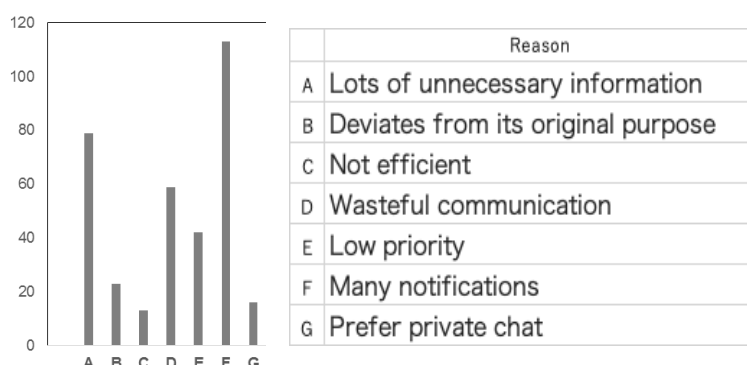 120
100
80
60
40
20
0
A B C D E F G
Reason
A Lots of unnecessary information
B Deviates from its original purpose
C Not efficient
D Wasteful communication
E Low priority
F Many notifications
G Prefer private chat